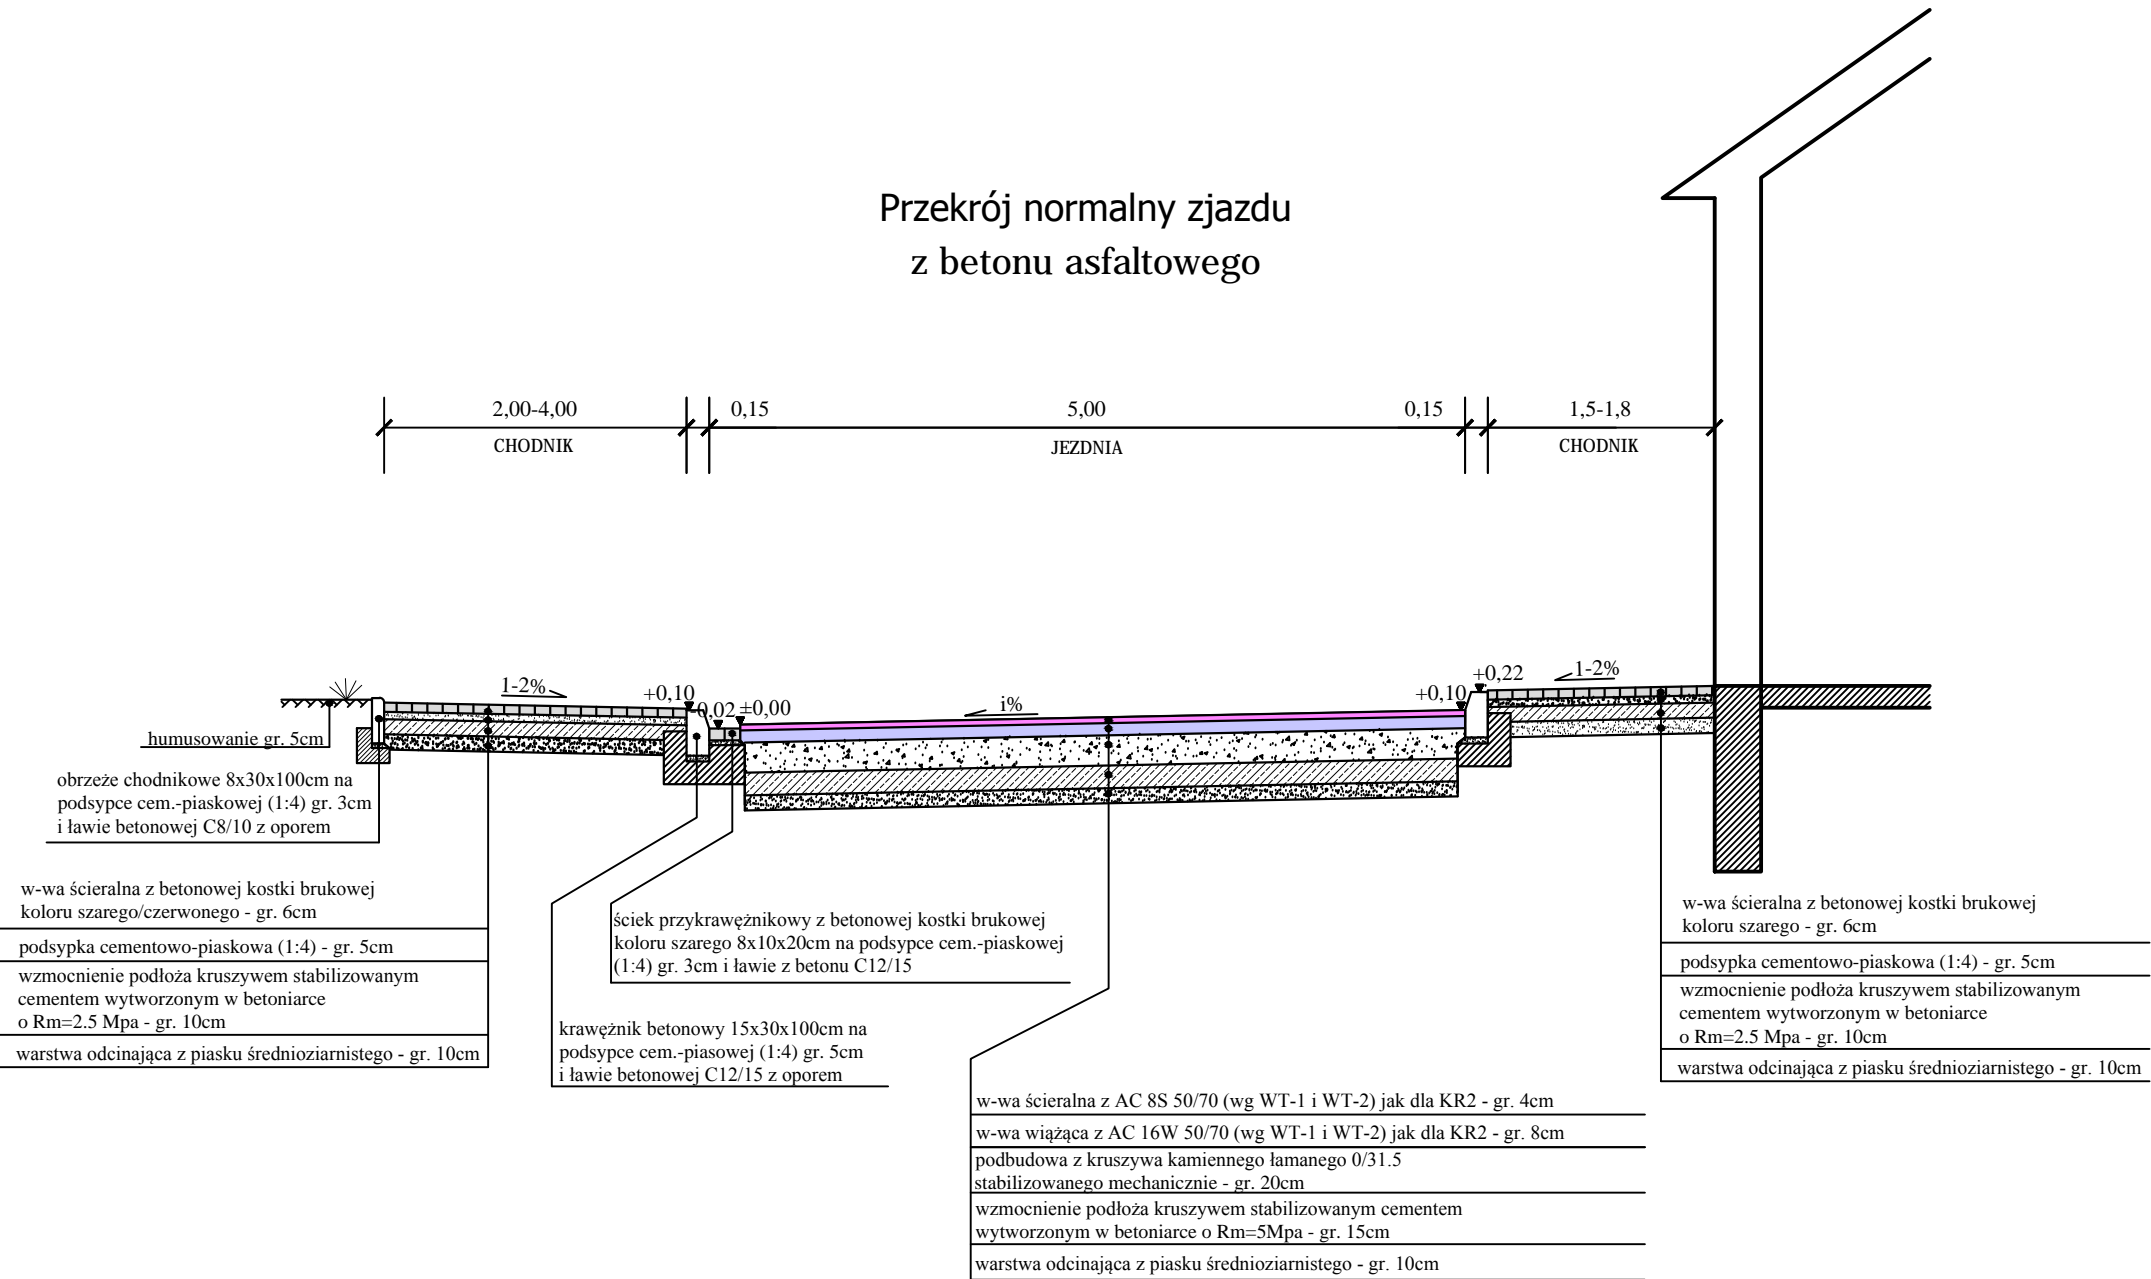 Przekrój normalny zjazdu
z betonu asfaltowego
2,00-4,00
0,15
5,00
0,15
1,5-1,8
CHODNIK
JEZDNIA
CHODNIK
1-2%
+0,10
-0,02
±0,00
i%
+0,10
+0,22
1-2%
humusowanie gr. 5cm
obrzeże chodnikowe 8x30x100cm na
podsypce cem.-piaskowej (1:4) gr. 3cm
i ławie betonowej C8/10 z oporem
w-wa ścieralna z betonowej kostki brukowej
koloru szarego/czerwonego - gr. 6cm
podsypka cementowo-piaskowa (1:4) - gr. 5cm
wzmocnienie podłoża kruszywem stabilizowanym
cementem wytworzonym w betoniarce
o Rm=2.5 Mpa - gr. 10cm
warstwa odcinająca z piasku średnioziarnistego - gr. 10cm
ściek przykrawężnikowy z betonowej kostki brukowej
koloru szarego 8x10x20cm na podsypce cem.-piaskowej
(1:4) gr. 3cm i ławie z betonu C12/15
krawężnik betonowy 15x30x100cm na
podsypce cem.-piasowej (1:4) gr. 5cm
i ławie betonowej C12/15 z oporem
w-wa ścieralna z AC 8S 50/70 (wg WT-1 i WT-2) jak dla KR2 - gr. 4cm
w-wa wiążąca z AC 16W 50/70 (wg WT-1 i WT-2) jak dla KR2 - gr. 8cm
podbudowa z kruszywa kamiennego łamanego 0/31.5
stabilizowanego mechanicznie - gr. 20cm
wzmocnienie podłoża kruszywem stabilizowanym cementem
wytworzonym w betoniarce o Rm=5Mpa - gr. 15cm
warstwa odcinająca z piasku średnioziarnistego - gr. 10cm
w-wa ścieralna z betonowej kostki brukowej
koloru szarego - gr. 6cm
podsypka cementowo-piaskowa (1:4) - gr. 5cm
wzmocnienie podłoża kruszywem stabilizowanym
cementem wytworzonym w betoniarce
o Rm=2.5 Mpa - gr. 10cm
warstwa odcinająca z piasku średnioziarnistego - gr. 10cm